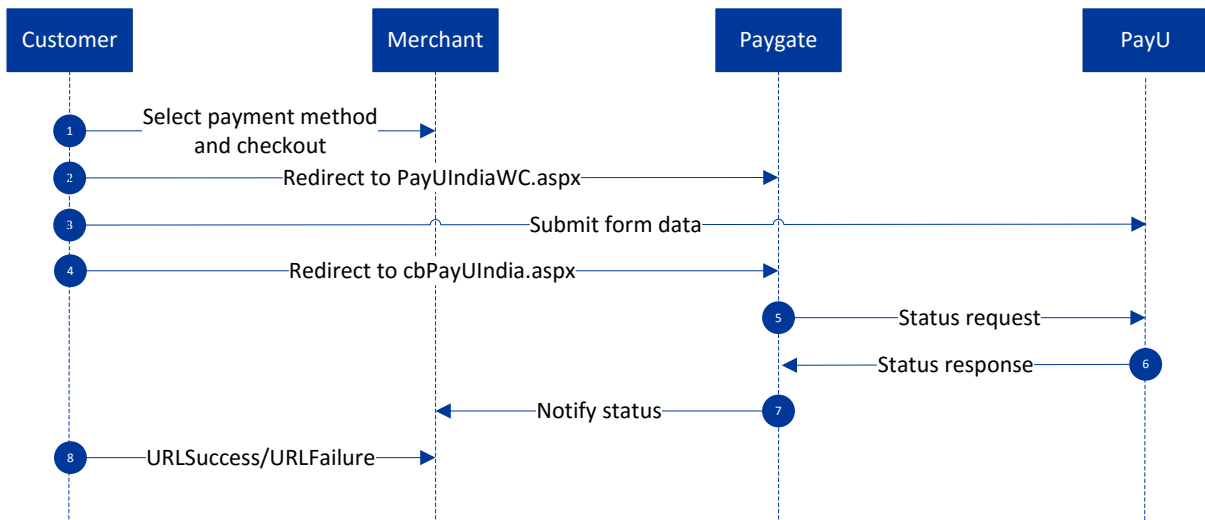 Customer
Merchant
Paygate
PayU
1
Select payment method
and checkout
2
Redirect to PayUIndiaWC.aspx
3
Submit form data
4
Redirect to cbPayUIndia.aspx
5
Status request
Status response
6
Notify status
7
8
URLSuccess/URLFailure